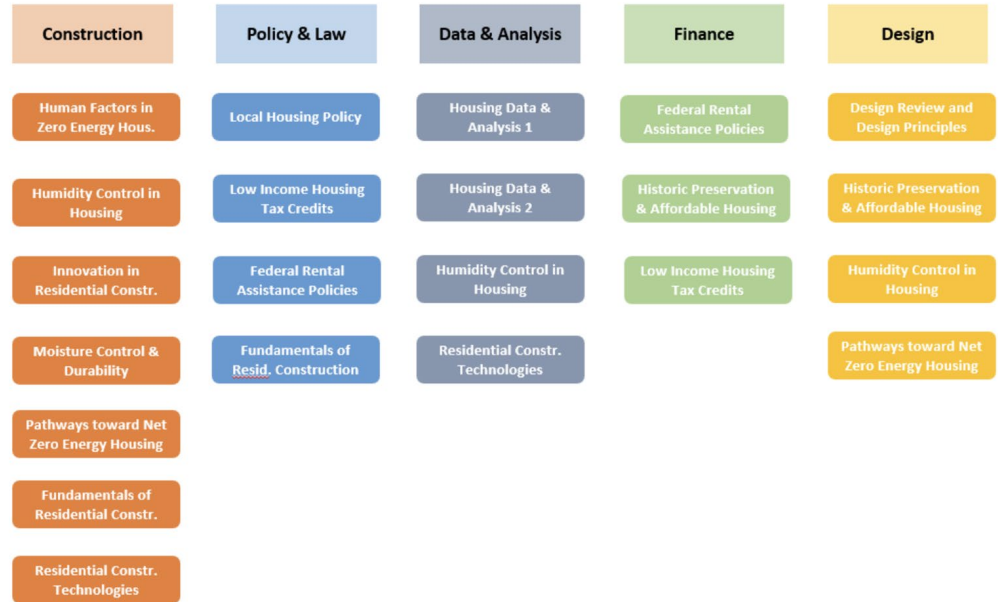 Construction
Policy & Law
Data & Analysis
Finance
Design
Human Factors in
Zero Energy Hous.
Humidity Control in
Housing
Innovation in
Residential Constr.
Moisture Control &
Durability
Pathways toward Net
Zero Energy Housing
Fundamentals of
Residential Constr.
Residential Constr.
Technologies
Local Housing Policy
Low Income Housing
Tax Credits
Federal Rental
Assistance Policies
Fundamentals of
Resid. Construction
Housing Data &
Analysis 1
Housing Data &
Analysis 2
Humidity Control in
Housing
Residential Constr.
Technologies
Federal Rental
Assistance Policies
Historic Preservation
& Affordable Housing
Low Income Housing
Tax Credits
Design Review and
Design Principles
Historic Preservation
& Affordable Housing
Humidity Control in
Housing
Pathways toward Net
Zero Energy Housing